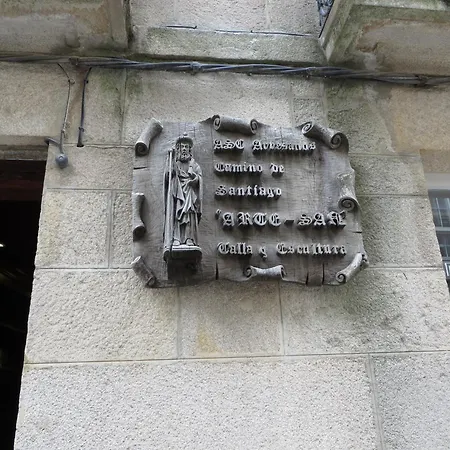 ASC Artesanos
Camino de
Santiago
"ARTE-SAN"
Talla y Escultura